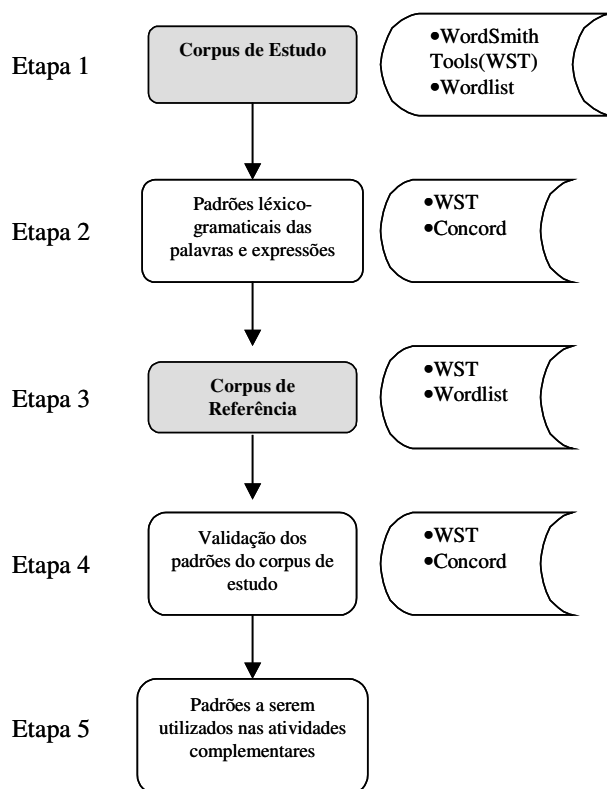 Etapa 1
Corpus de Estudo
•WordSmith
Tools(WST)
•Wordlist
Etapa 2
Padrões léxico-
gramaticais das
palavras e expressões
•WST
•Concord
Etapa 3
Corpus de
Referência
•WST
•Wordlist
Etapa 4
Validação dos
padrões do corpus de
estudo
•WST
•Concord
Etapa 5
Padrões a serem
utilizados nas atividades
complementares